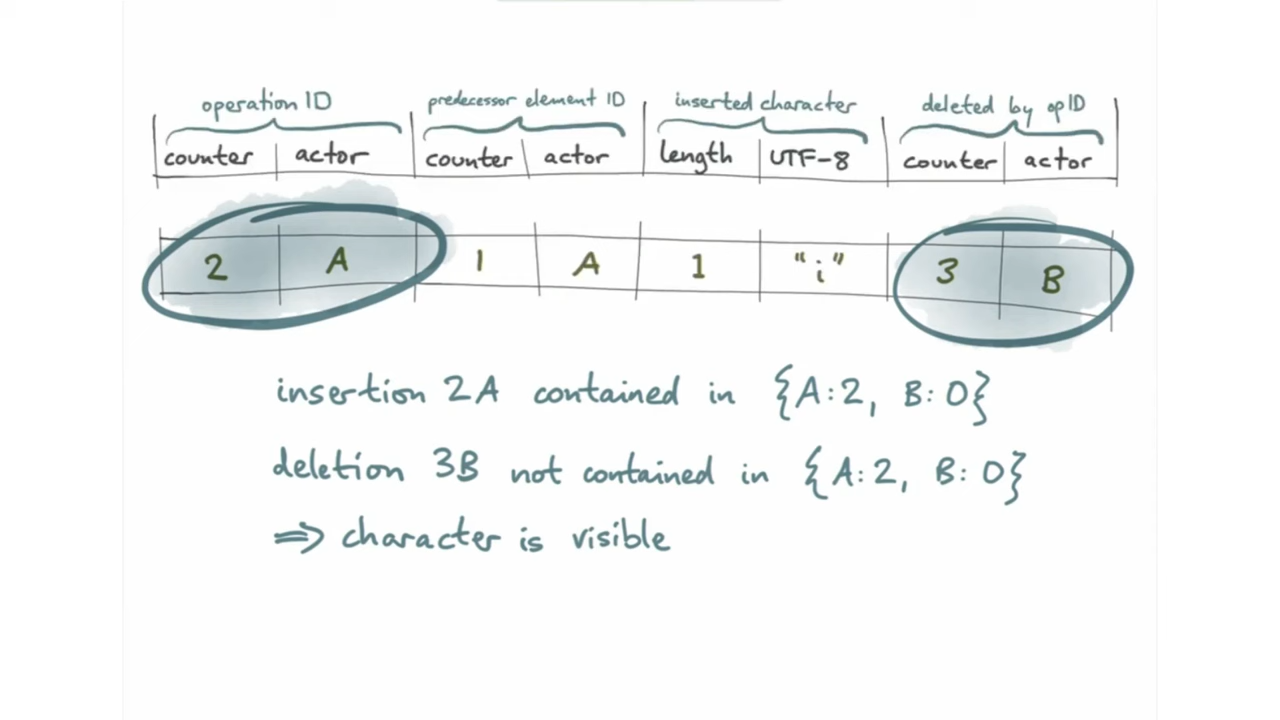 operation ID predecessor element ID inserted character deleted by opID
counter actor counter actor length UTF-8 counter actor
2 A 1 A 1 “i” 3 B
insertion 2A contained in {A:2, B:0}
deletion 3B not contained in {A:2, B:0}
⇒ character is visible